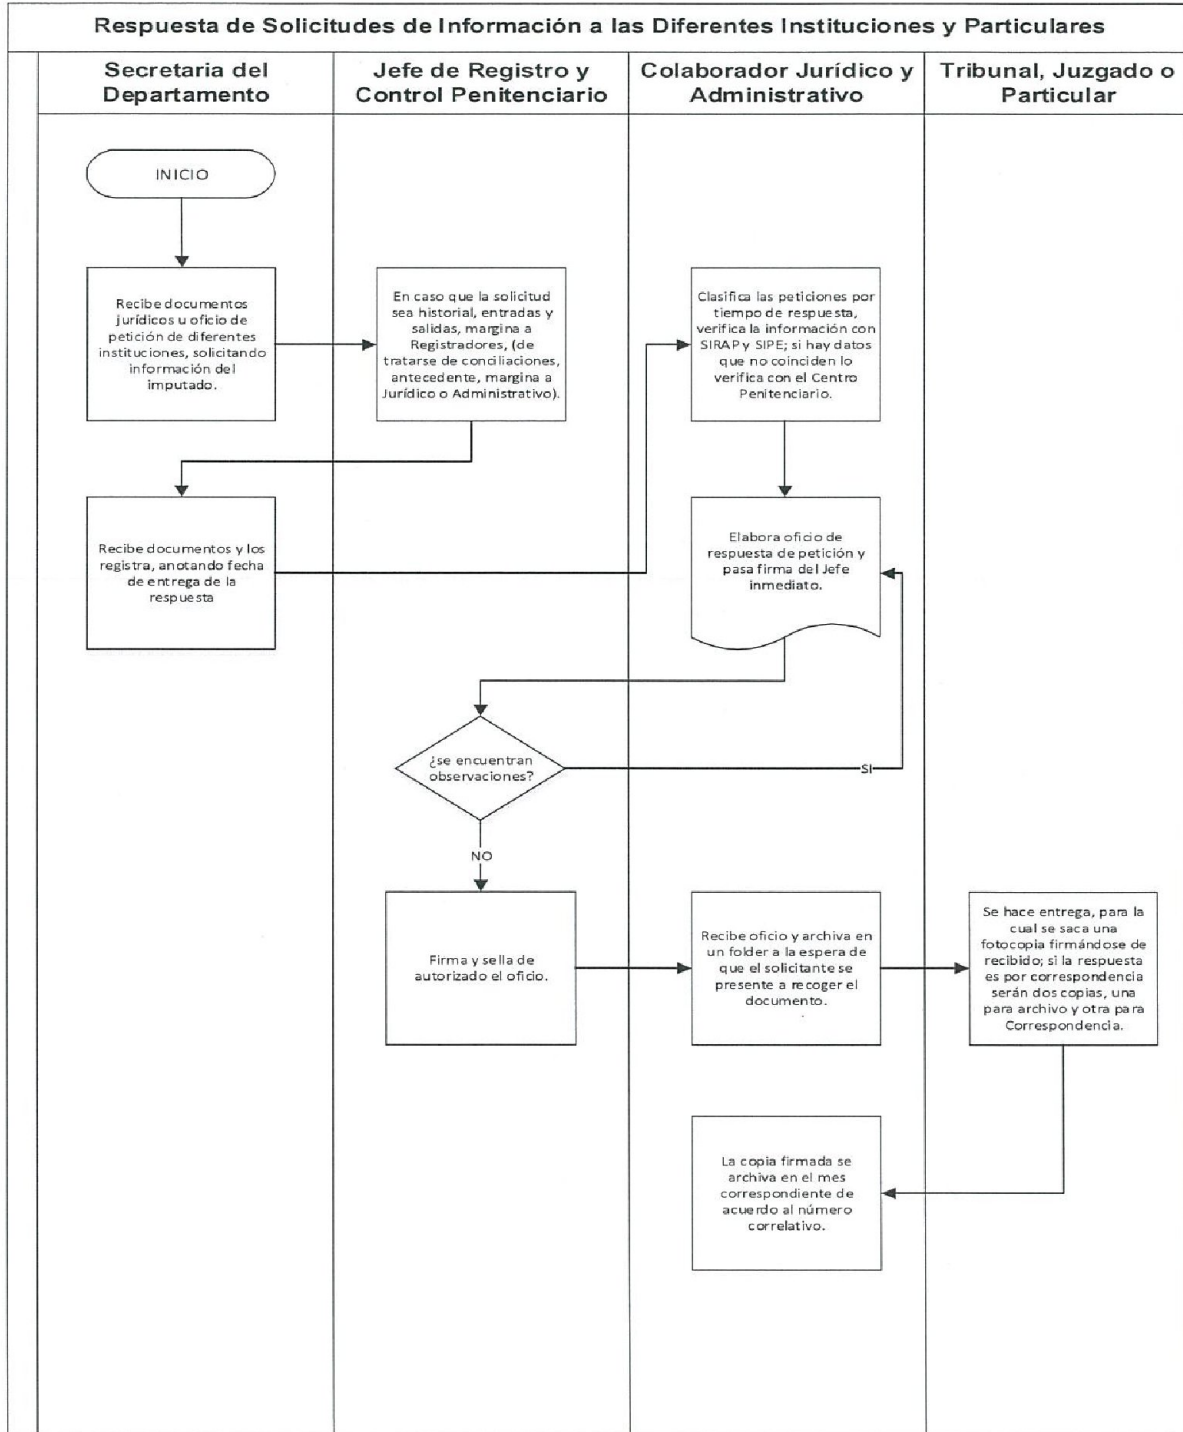 Respuesta de Solicitudes de Información a las Diferentes Instituciones y Particulares
Secretaria del
Departamento
Jefe de Registro y
Control Penitenciario
Colaborador Jurídico y
Administrativo
Tribunal, Juzgado o
Particular
INICIO
Recibe documentos
jurídicos u oficio de
petición de diferentes
instituciones, solicitando
información del
imputado.
En caso que la solicitud
sea historial, entradas y
salidas, margina a
Registradores, (de
tratarse de conciliaciones,
antecedente, margina a
Jurídico o Administrativo).
Clasifica las peticiones por
tiempo de respuesta,
verifica la información con
SIRAP y SIPE; si hay datos
que no coinciden lo
verifica con el Centro
Penitenciario.
Recibe documentos y los
registra, anotando fecha
de entrega de la
respuesta
Elabora oficio de
respuesta de petición y
pasa firma del Jefe
inmediato.
¿se encuentran
observaciones?
SI
NO
Firma y sella de
autorizado el oficio.
Recibe oficio y archiva en
un folder a la espera de
que el solicitante se
presente a recoger el
documento.
Se hace entrega, para la
cual se saca una
fotocopia firmándose de
recibido; si la respuesta
es por correspondencia
serán dos copias, una
para archivo y otra para
Correspondencia.
La copia firmada se
archiva en el mes
correspondiente de
acuerdo al número
correlativo.